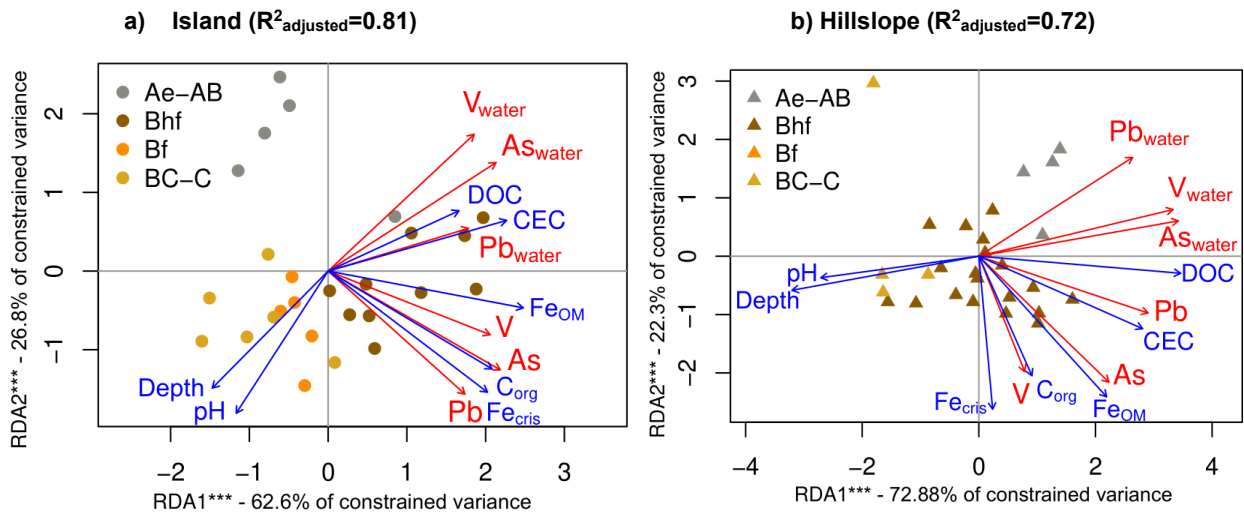 a) Island (R²adjusted=0.81)
RDA2*** - 26.8% of constrained variance
2
1
0
−1
Ae−AB
Bhf
Bf
BC−C
Vwater
Aswater
DOC
CEC
Pbwater
FeOM
V
As
Corg
Fecris
Pb
Depth
pH
−2 −1 0 1 2 3
RDA1*** - 62.6% of constrained variance
b) Hillslope (R²adjusted=0.72)
RDA2*** - 22.3% of constrained variance
3
2
1
0
−1
−2
Ae−AB
Bhf
Bf
BC−C
Pbwater
Vwater
Aswater
DOC
pH
Depth
Pb
CEC
As
FeOM
Corg
V
Fecris
−4 −2 0 2 4
RDA1*** - 72.88% of constrained variance